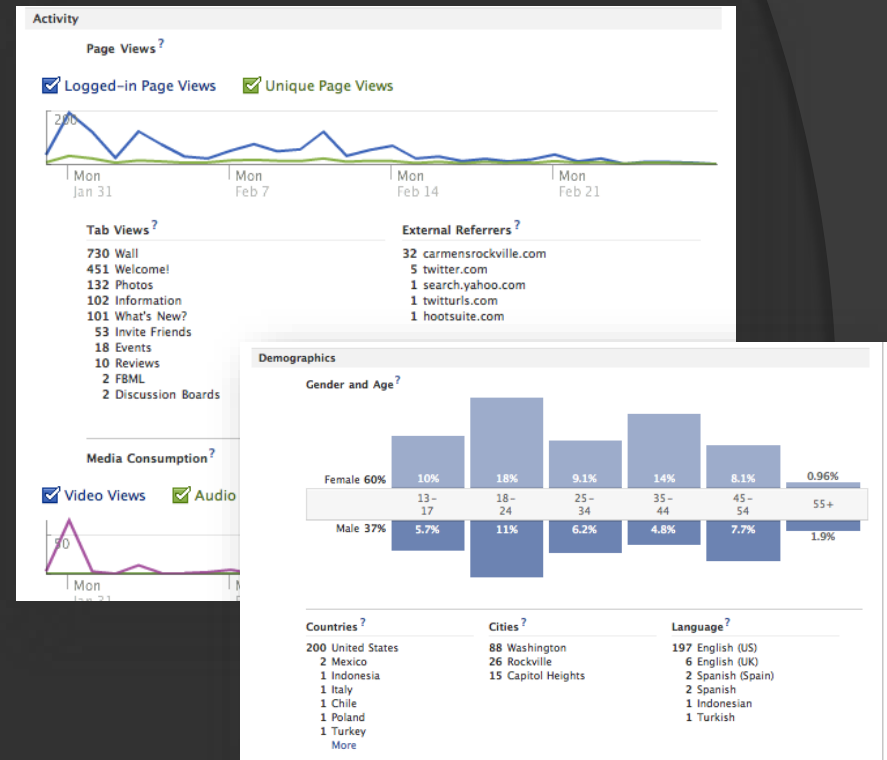 Activity
Page Views?
Logged-in Page Views Unique Page Views
200
Mon Mon Mon Mon
Jan 31 Feb 7 Feb 14 Feb 21
Tab Views? External Referrers?
730 Wall 32 carmensrockville.com
451 Welcome! 5 twitter.com
132 Photos 1 search.yahoo.com
102 Information 1 twitturls.com
101 What's New? 1 hootsuite.com
53 Invite Friends
18 Events
10 Reviews
2 FBML
2 Discussion Boards
Media Consumption?
Video Views Audio
50
Mon
Jan 31
Demographics
Gender and Age?
Female 60% 10% 18% 9.1% 14% 8.1% 0.96%
13- 18- 25- 35- 45- 55+
17 24 34 44 54
Male 37% 5.7% 11% 6.2% 4.8% 7.7% 1.9%
Countries? Cities? Language?
200 United States 88 Washington 197 English (US)
2 Mexico 26 Rockville 6 English (UK)
1 Indonesia 15 Capitol Heights 2 Spanish (Spain)
1 Italy 2 Spanish
1 Chile 1 Indonesian
1 Poland 1 Turkish
1 Turkey
More